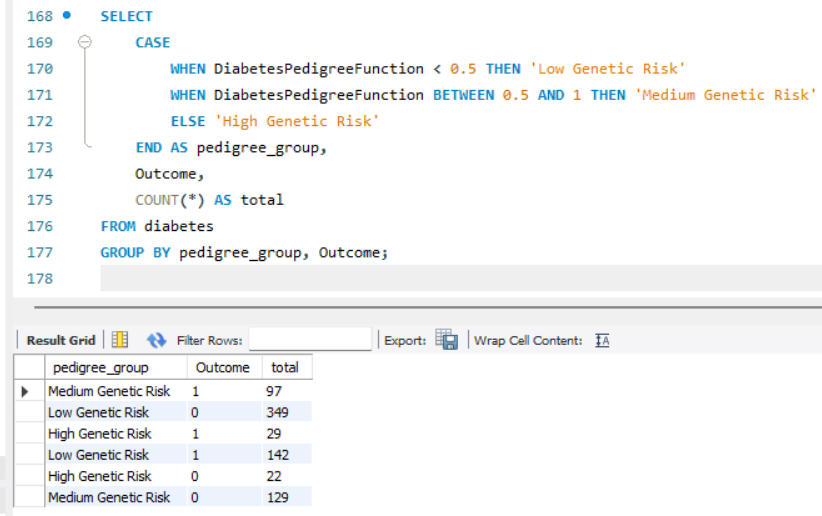 168 SELECT
169 CASE
170 WHEN DiabetesPedigreeFunction < 0.5 THEN 'Low Genetic Risk'
171 WHEN DiabetesPedigreeFunction BETWEEN 0.5 AND 1 THEN 'Medium Genetic Risk'
172 ELSE 'High Genetic Risk'
173 END AS pedigree_group,
174 Outcome,
175 COUNT(*) AS total
176 FROM diabetes
177 GROUP BY pedigree_group, Outcome;
178
Result Grid Filter Rows: Export: Wrap Cell Content: IA
pedigree_group Outcome total
Medium Genetic Risk 1 97
Low Genetic Risk 0 349
High Genetic Risk 1 29
Low Genetic Risk 1 142
High Genetic Risk 0 22
Medium Genetic Risk 0 129